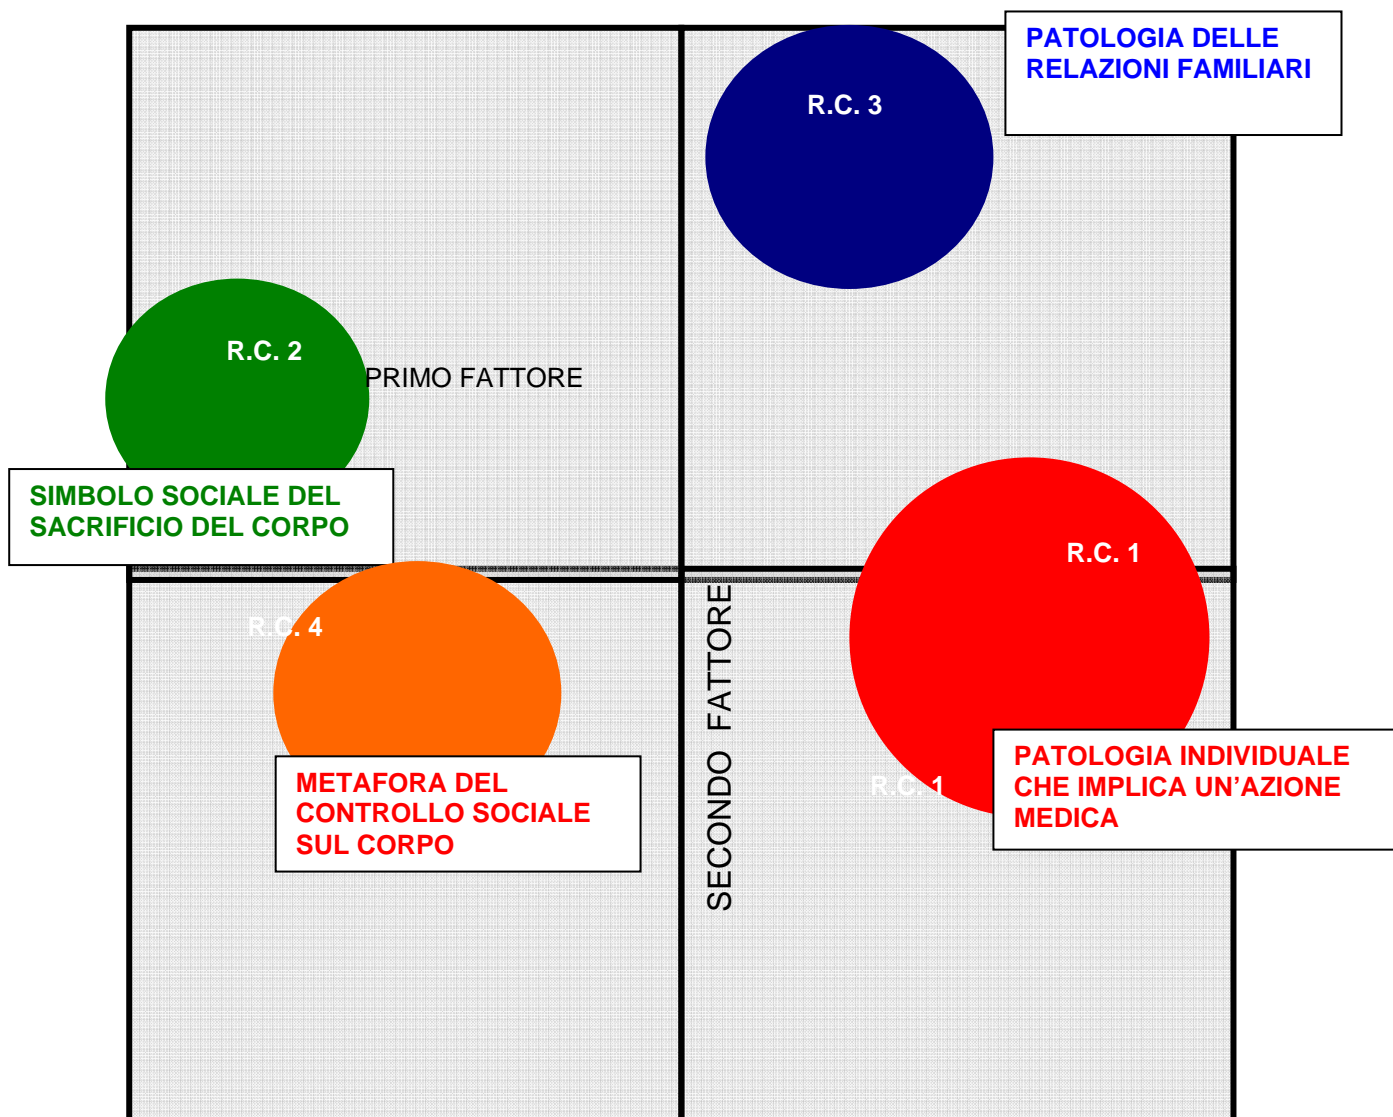 PATOLOGIA DELLE
RELAZIONI FAMILIARI
R.C. 3
R.C. 2
PRIMO FATTORE
SIMBOLO SOCIALE DEL
SACRIFICIO DEL CORPO
R.C. 1
R.C. 4
SECONDO FATTORE
METAFORA DEL
CONTROLLO SOCIALE
SUL CORPO
R.C. 1
PATOLOGIA INDIVIDUALE
CHE IMPLICA UN’AZIONE
MEDICA